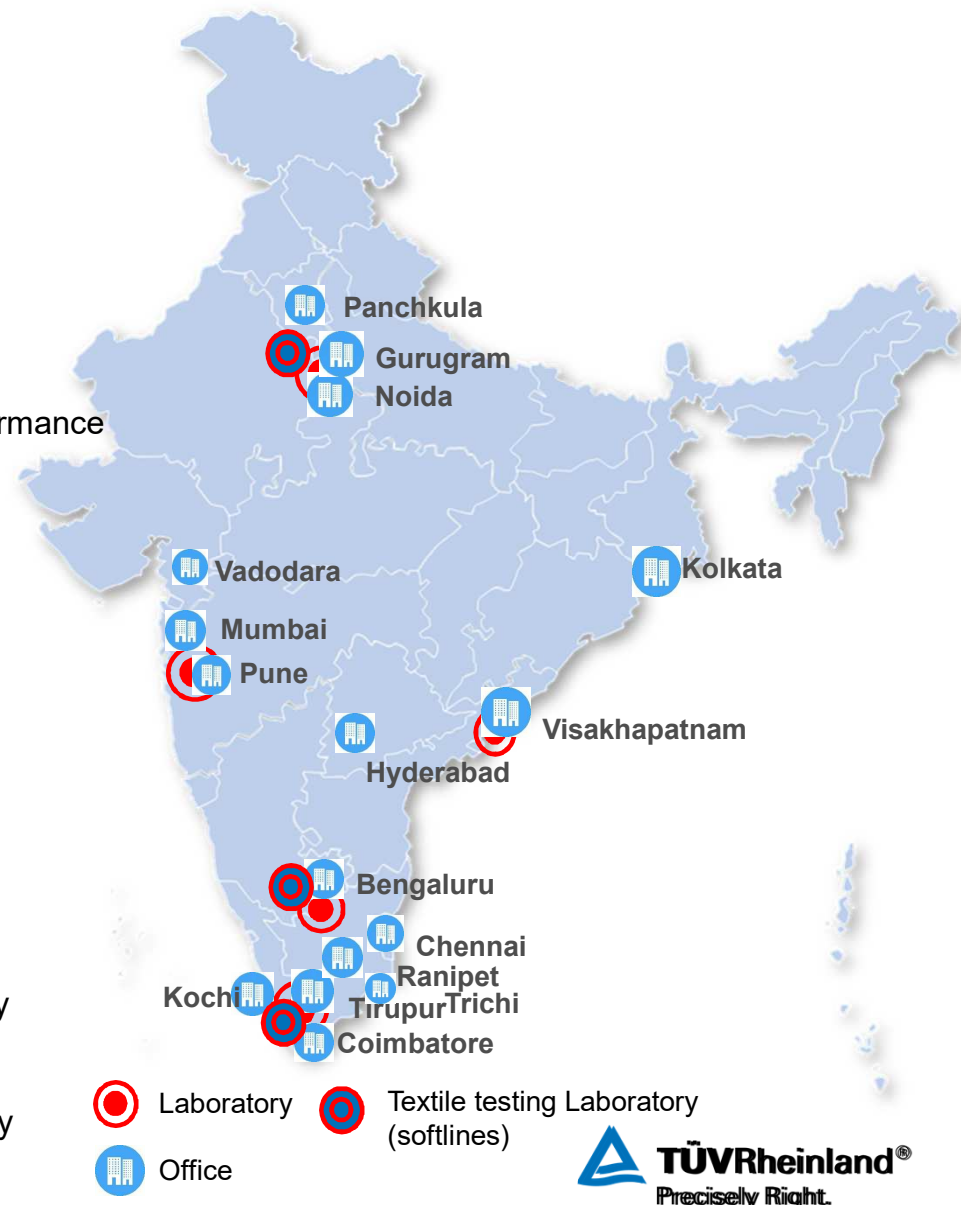 Panchkula
Gurugram
Noida
rmance
Vadodara
Kolkata
Mumbai
Pune
Visakhapatnam
Hyderabad
Bengaluru
Chennai
Ranipet
Kochi
Tirupur
Trichi
y
Coimbatore
Laboratory
Textile testing Laboratory
(softlines)
y
Office
TÜVRheinland®
Precisely Right.